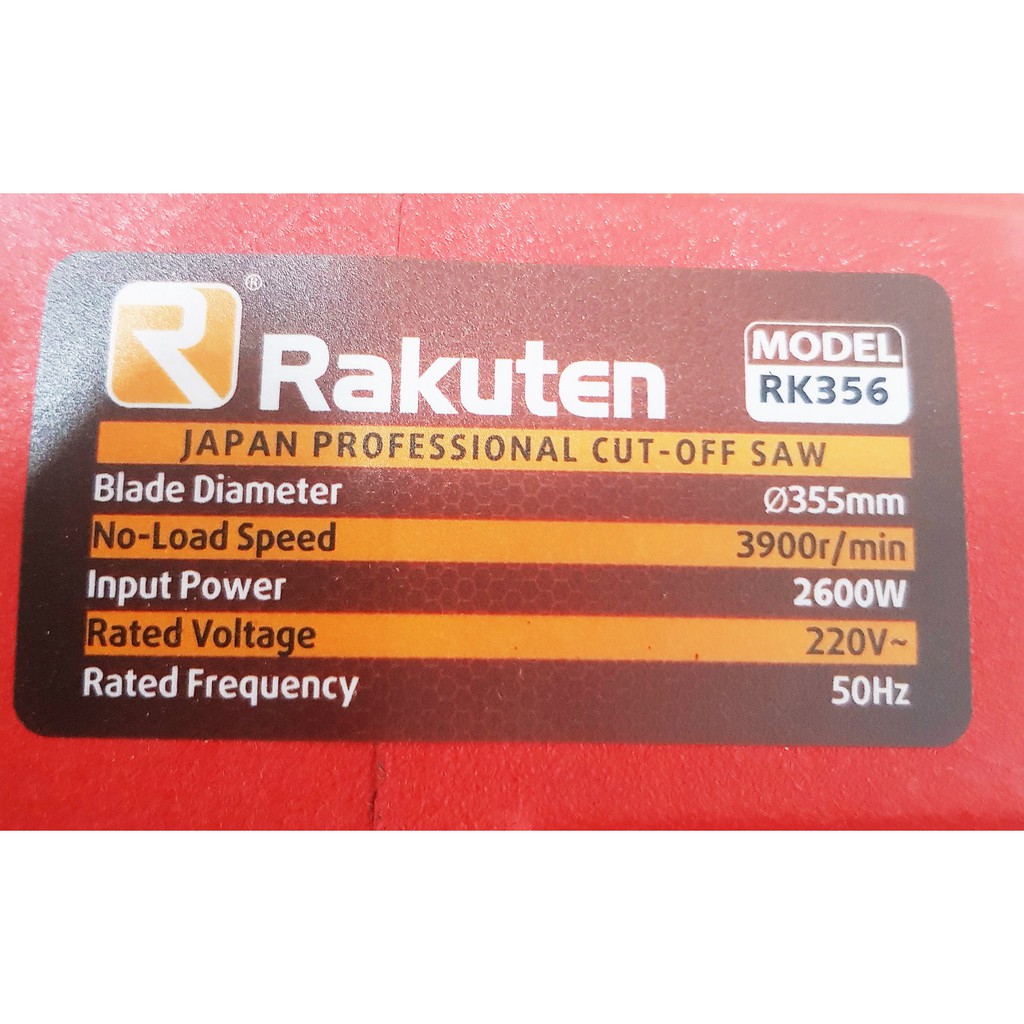 R®
Rakuten
MODEL
RK356
JAPAN PROFESSIONAL CUT-OFF SAW
Blade Diameter Ø355mm
No-Load Speed 3900r/min
Input Power 2600W
Rated Voltage 220V~
Rated Frequency 50Hz